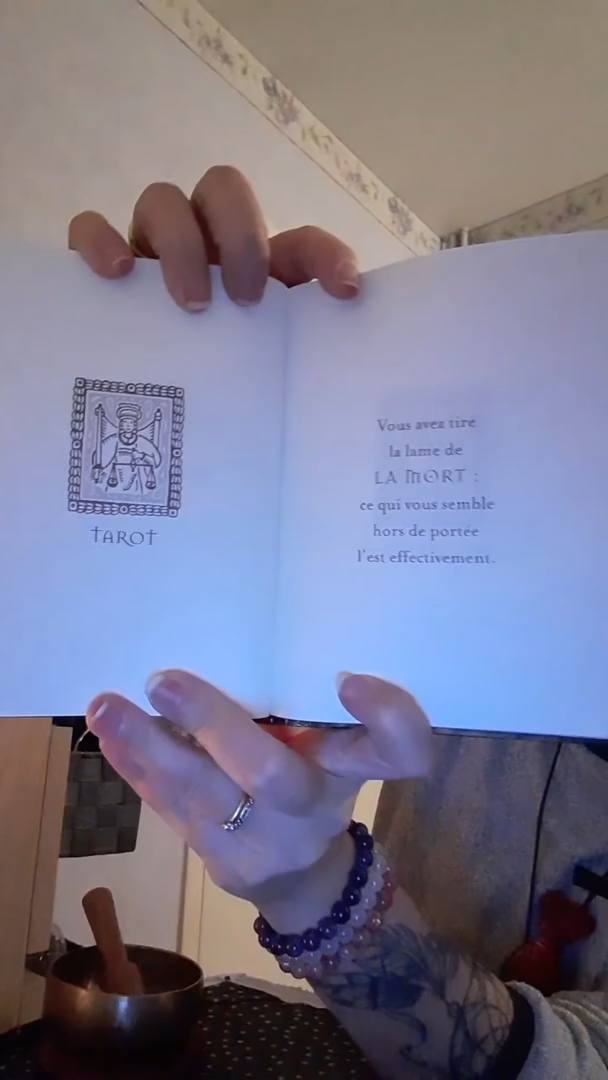 TAROT
Vous avez tiré
la lame de
LA MORT :
ce qui vous semble
hors de portée
l'est effectivement.